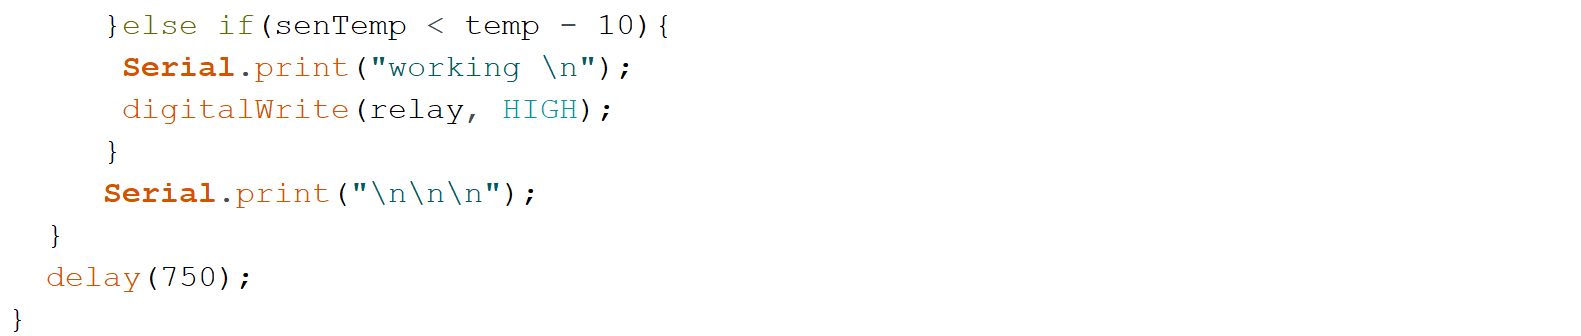 }else if(senTemp < temp - 10){
Serial.print("working \n");
digitalWrite(relay, HIGH);
}
Serial.print("\n\n\n");
}
delay(750);
}